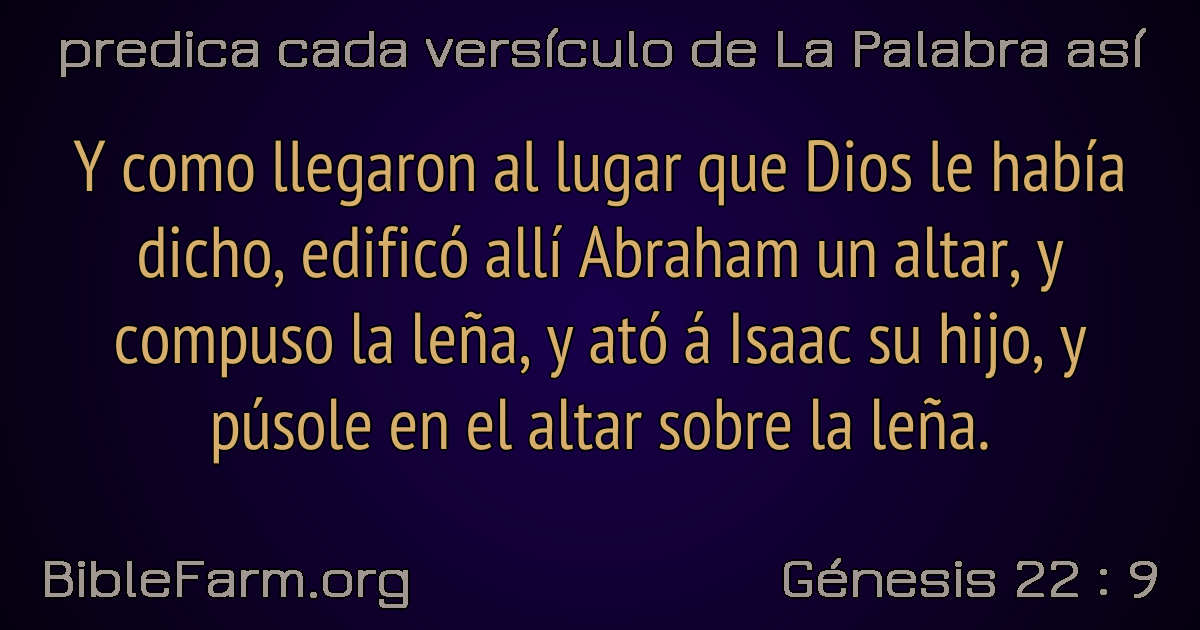 predica cada versículo de La Palabra así
Y como llegaron al lugar que Dios le había
dicho, edificó allí Abraham un altar, y
compuso la leña, y ató á Isaac su hijo, y
púsole en el altar sobre la leña.
BibleFarm.org
Génesis 22 : 9